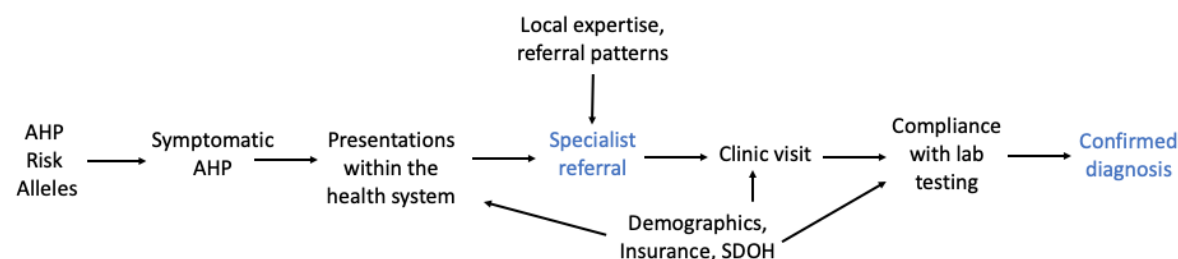 Local expertise,
referral patterns
AHP
Risk
Alleles
Symptomatic
AHP
Presentations
within the
health system
Specialist
referral
Clinic visit
Compliance
with lab
testing
Confirmed
diagnosis
Demographics,
Insurance, SDOH